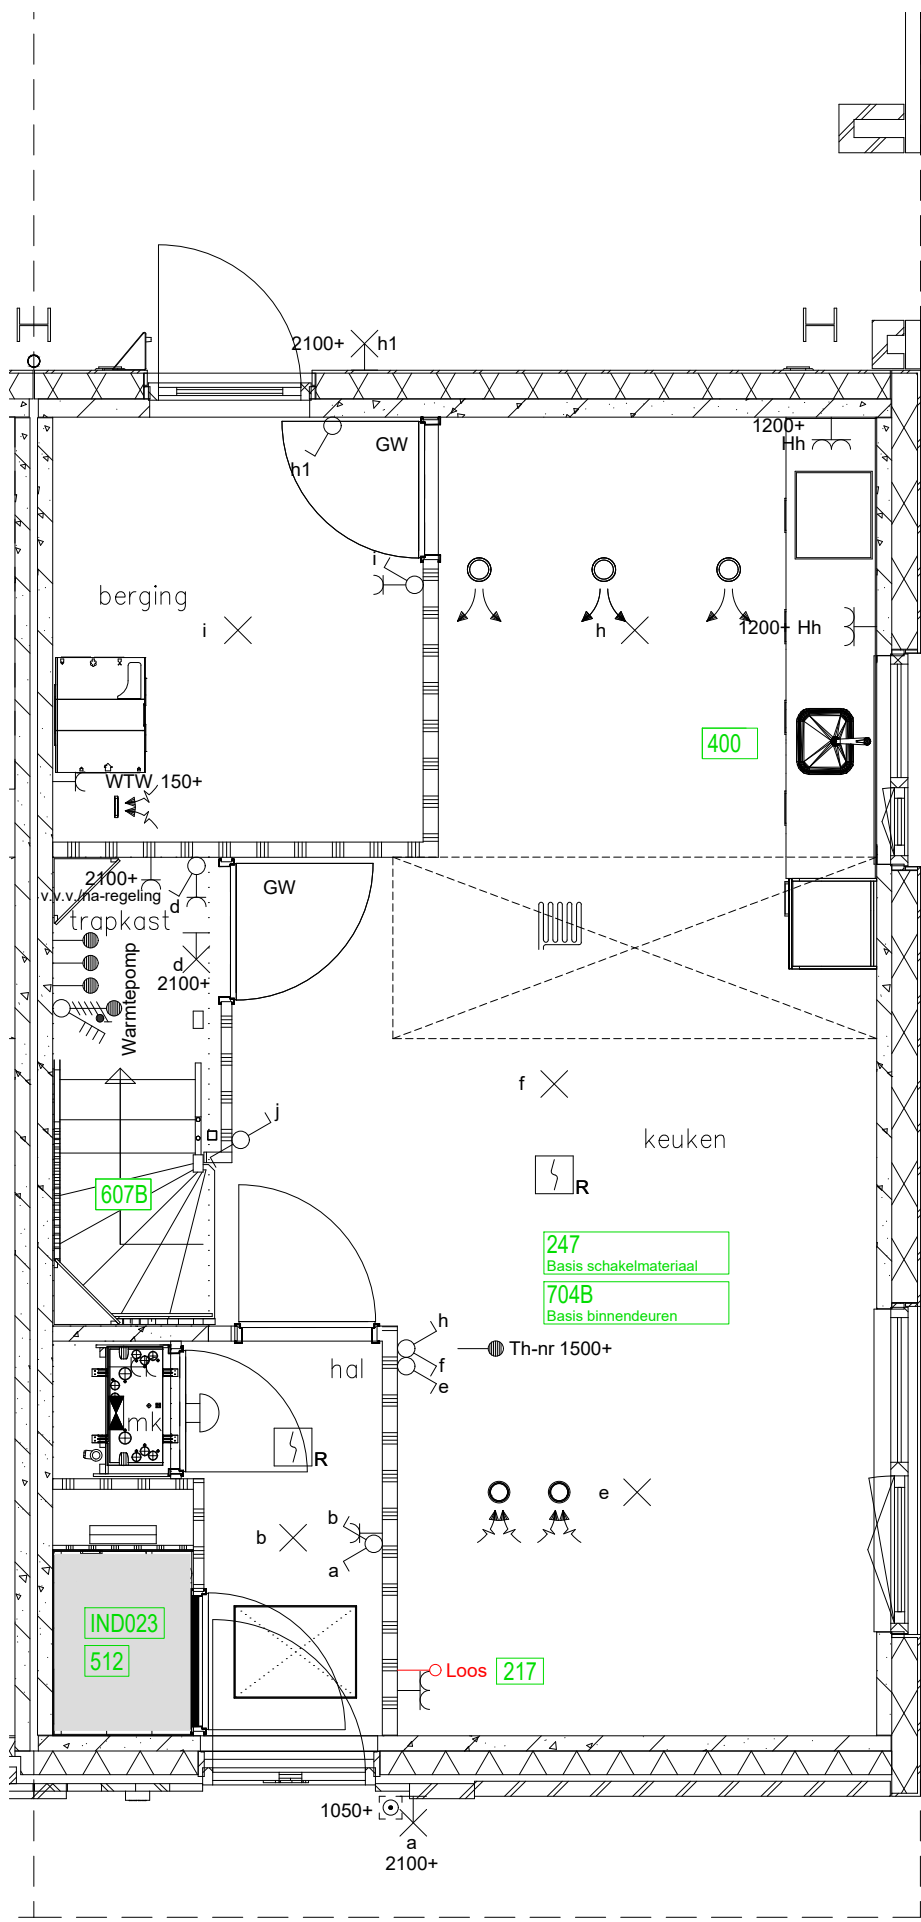 2100+ h1
1200+
Hh
GW
h1
i
berging
i
h
1200+ Hh
400
WTW 150+
2100+
v.v.v./na-regeling
trapkast
d
GW
d
2100+
Warmtepomp
f
j
keuken
R
607B
247
Basis schakelmateriaal
704B
Basis binnendeuren
h
f
e
Th-nr 1500+
hal
mk
R
e
b
b
a
IND023
512
Loos 217
1050+
a
2100+